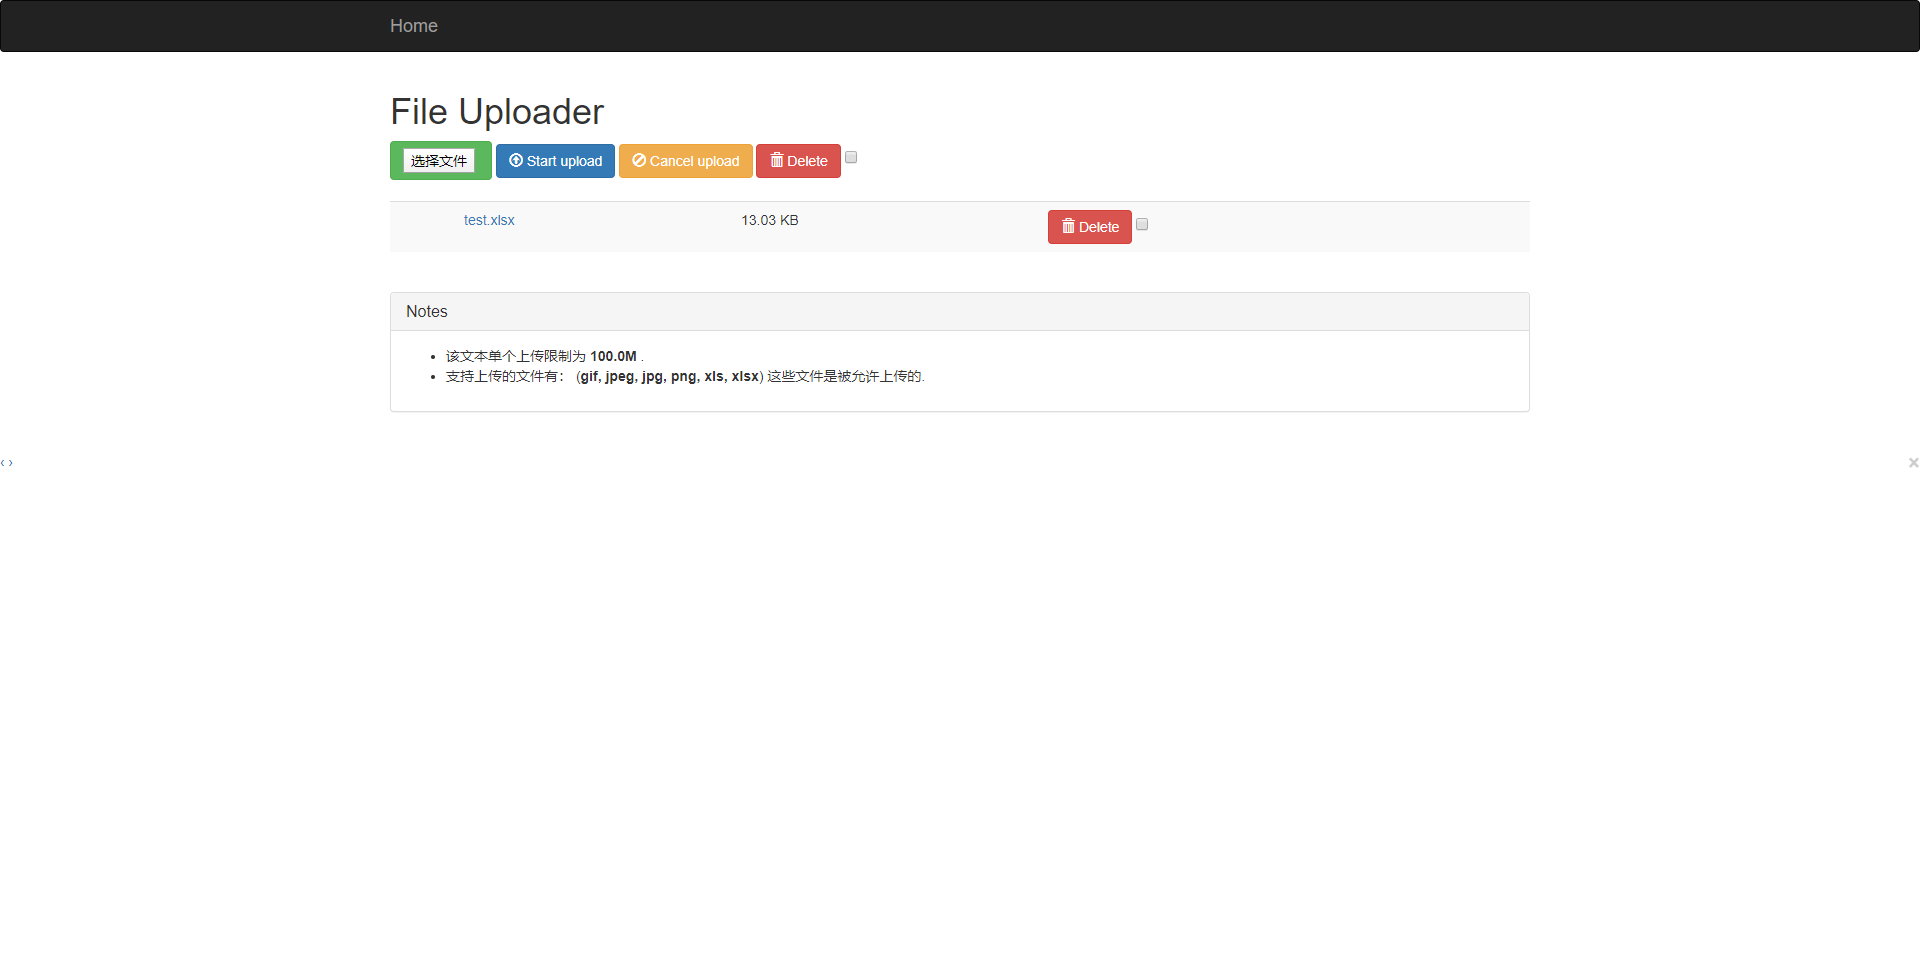 Home
File Uploader
选择文件 Start upload Cancel upload Delete
test.xlsx 13.03 KB Delete
Notes
该文本单个上传限制为 100.0M .
支持上传的文件有： (gif, jpeg, jpg, png, xls, xlsx) 这些文件是被允许上传的.
‹ › ×